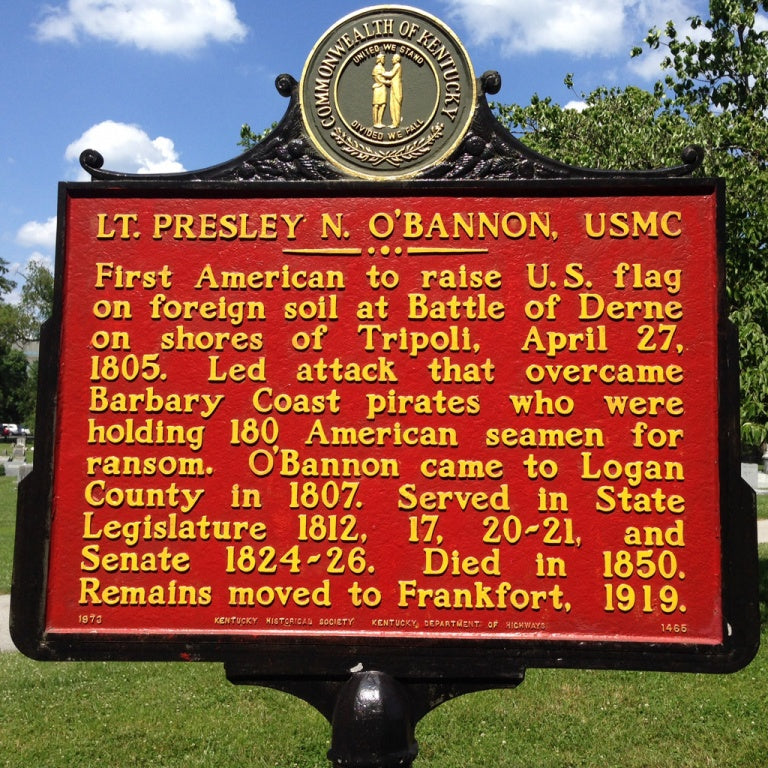 COMMONWEALTH OF KENTUCKY
UNITED WE STAND
DIVIDED WE FALL
LT. PRESLEY N. O'BANNON, USMC
First American to raise U.S. flag
on foreign soil at Battle of Derne
on shores of Tripoli, April 27,
1805. Led attack that overcame
Barbary Coast pirates who were
holding 180 American seamen for
ransom. O'Bannon came to Logan
County in 1807. Served in State
Legislature 1812, 17, 20-21, and
Senate 1824-26. Died in 1850.
Remains moved to Frankfort, 1919.
1973 KENTUCKY HISTORICAL SOCIETY KENTUCKY DEPARTMENT OF HIGHWAYS 1465